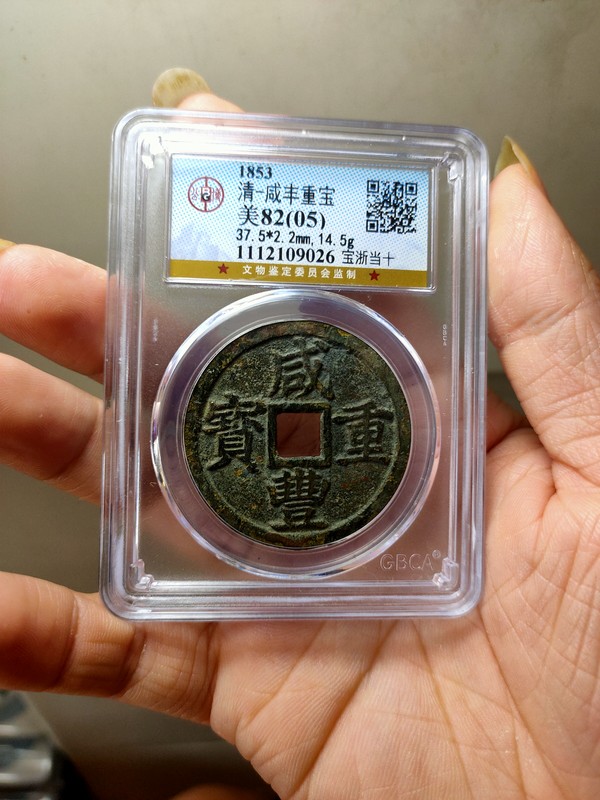 1853
清-咸丰重宝
美82(05)
37.5*2.2mm,14.5g
1112109026 宝浙当十
★ 文物鉴定委员会监制 ★
咸
寶 重
豐
GBCA®